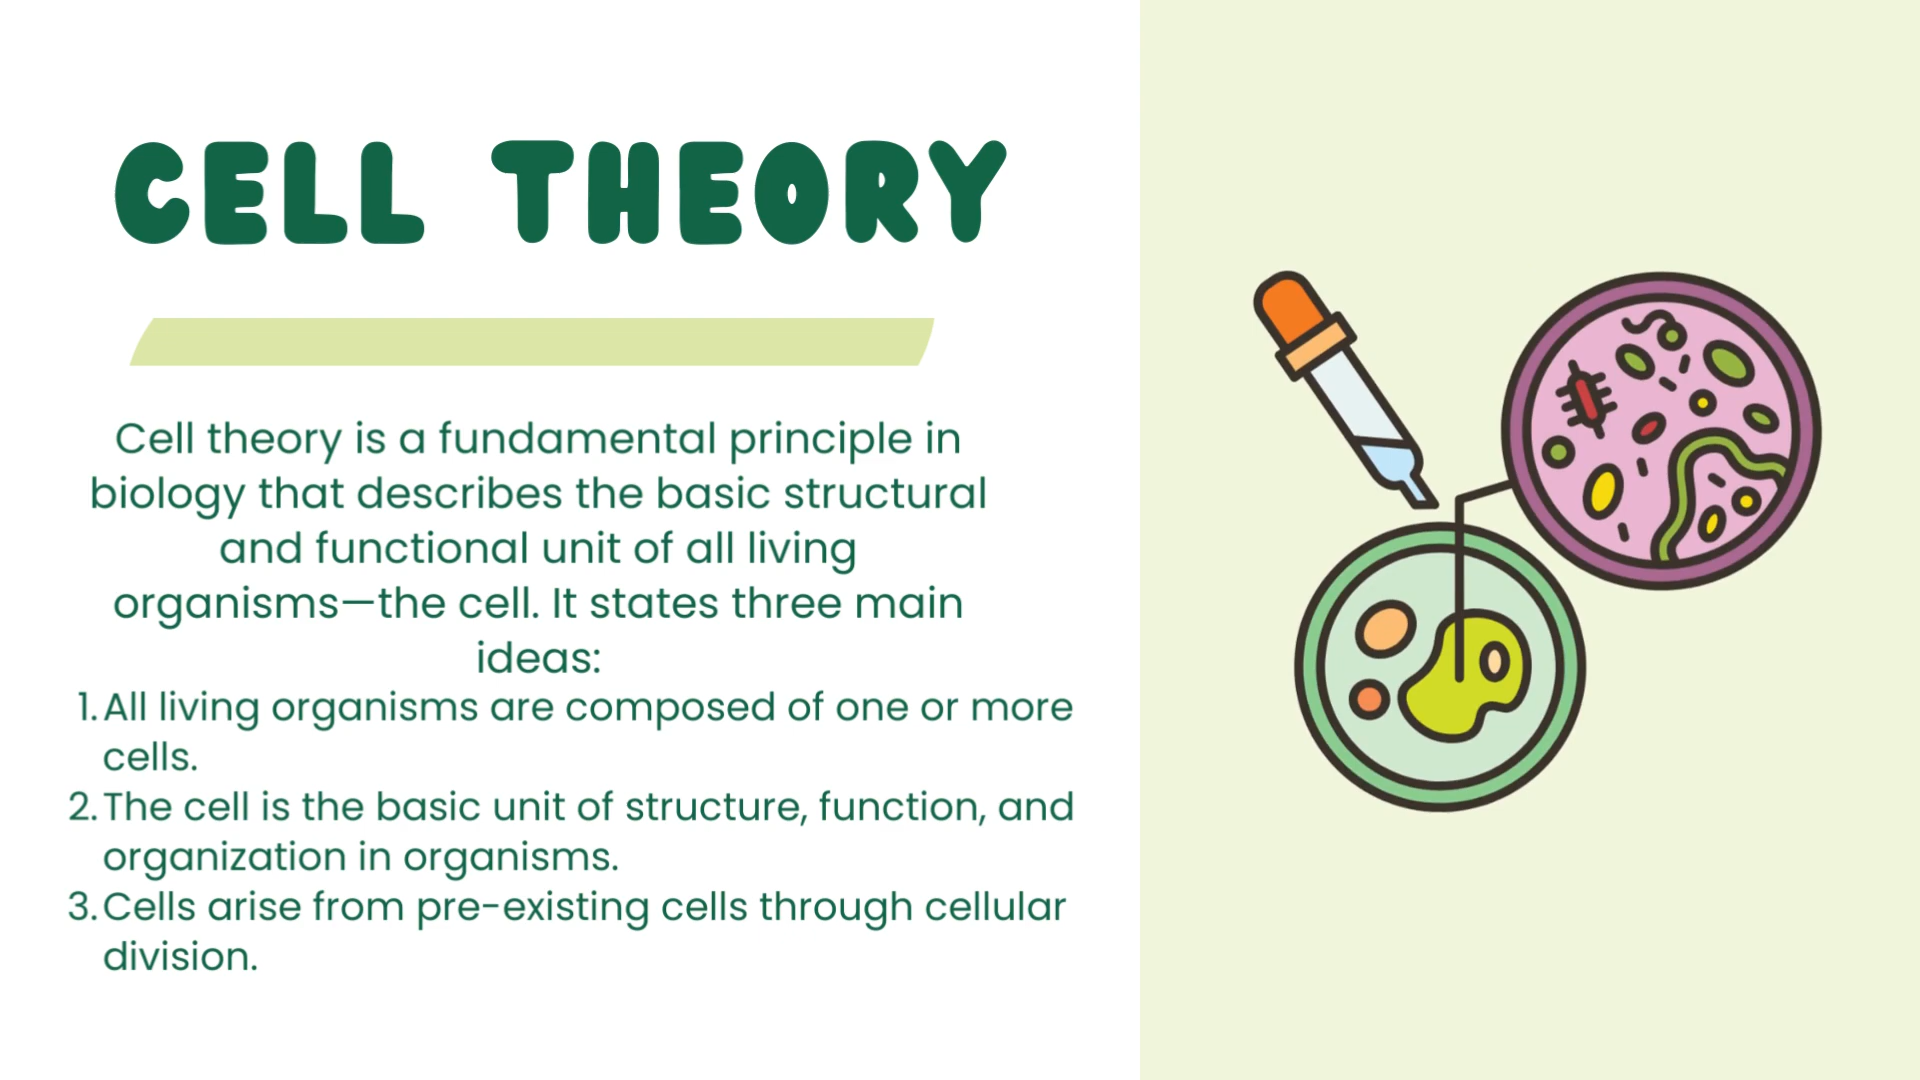 CELL THEORY
Cell theory is a fundamental principle in
biology that describes the basic structural
and functional unit of all living
organisms—the cell. It states three main
ideas:
1. All living organisms are composed of one or more
cells.
2. The cell is the basic unit of structure, function, and
organization in organisms.
3. Cells arise from pre-existing cells through cellular
division.